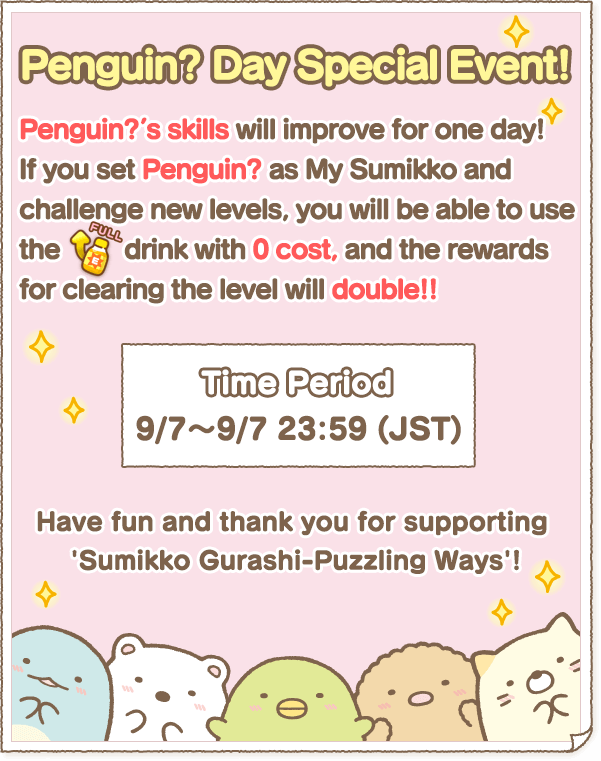 Penguin? Day Special Event!
Penguin?'s skills will improve for one day!
If you set Penguin? as My Sumikko and
challenge new levels, you will be able to use
the FULL E drink with 0 cost, and the rewards
for clearing the level will double!!
Time Period
9/7～9/7 23:59 (JST)
Have fun and thank you for supporting
'Sumikko Gurashi-Puzzling Ways'!